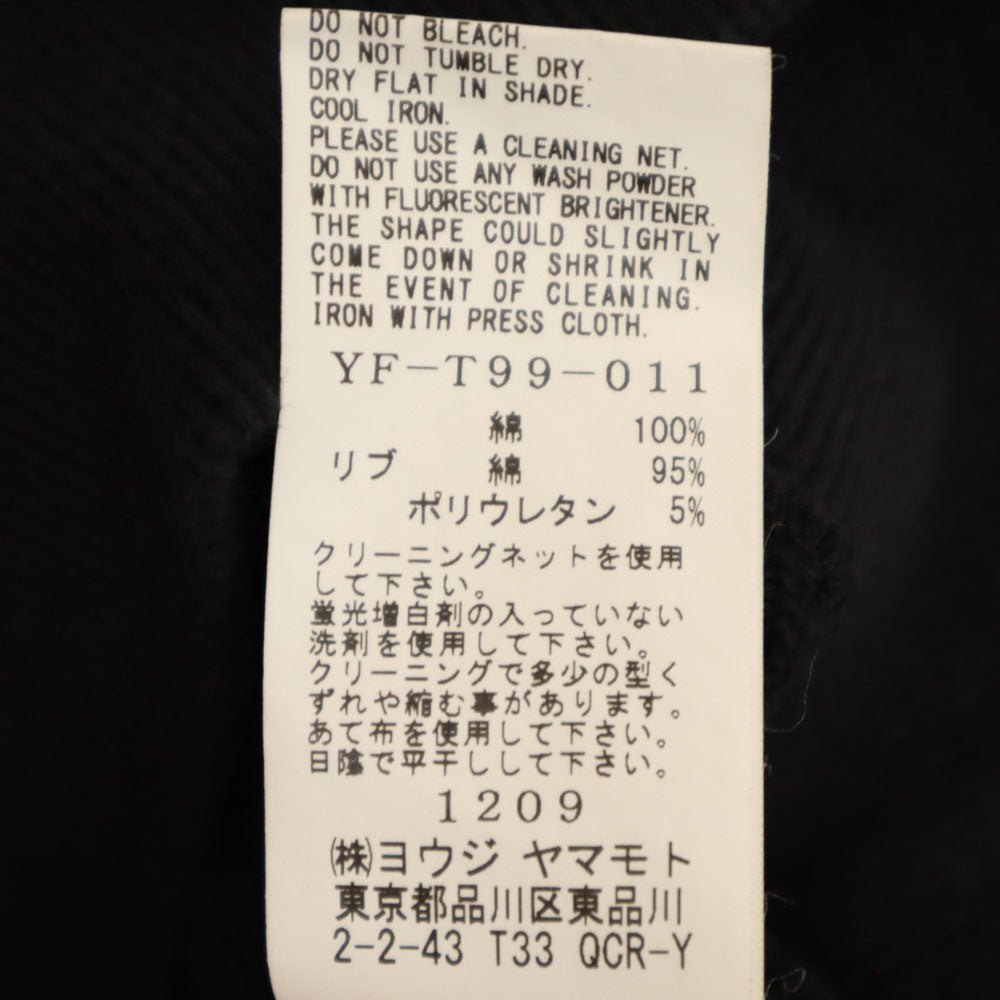 DO NOT BLEACH.
DO NOT TUMBLE DRY.
DRY FLAT IN SHADE.
COOL IRON.
PLEASE USE A CLEANING NET.
DO NOT USE ANY WASH POWDER
WITH FLUORESCENT BRIGHTENER.
THE SHAPE COULD SLIGHTLY
COME DOWN OR SHRINK IN
THE EVENT OF CLEANING.
IRON WITH PRESS CLOTH.
YF-T99-011
綿 100%
リブ 綿 95%
ポリウレタン 5%
クリーニングネットを使用
して下さい。
蛍光増白剤の入っていない
洗剤を使用して下さい。
クリーニングで多少の型く
ずれや縮む事があります。
あて布を使用して下さい。
日陰で平干しして下さい。
1209
㈱ヨウジ ヤマモト
東京都品川区東品川
2-2-43 T33 QCR-Y